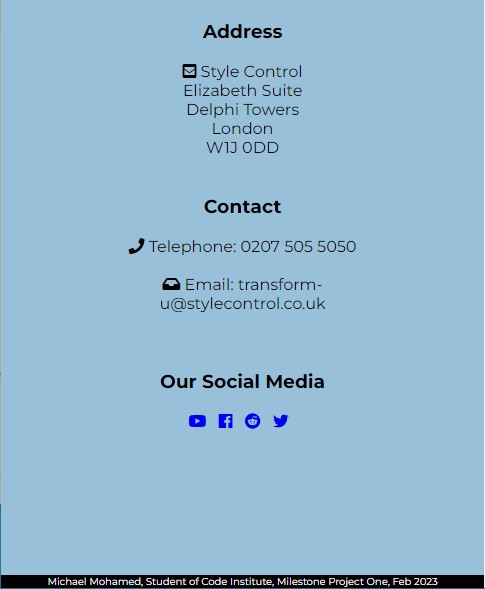 Address
Style Control
Elizabeth Suite
Delphi Towers
London
W1J 0DD
Contact
Telephone: 0207 505 5050
Email: transform-
u@stylecontrol.co.uk
Our Social Media
Michael Mohamed, Student of Code Institute, Milestone Project One, Feb 2023